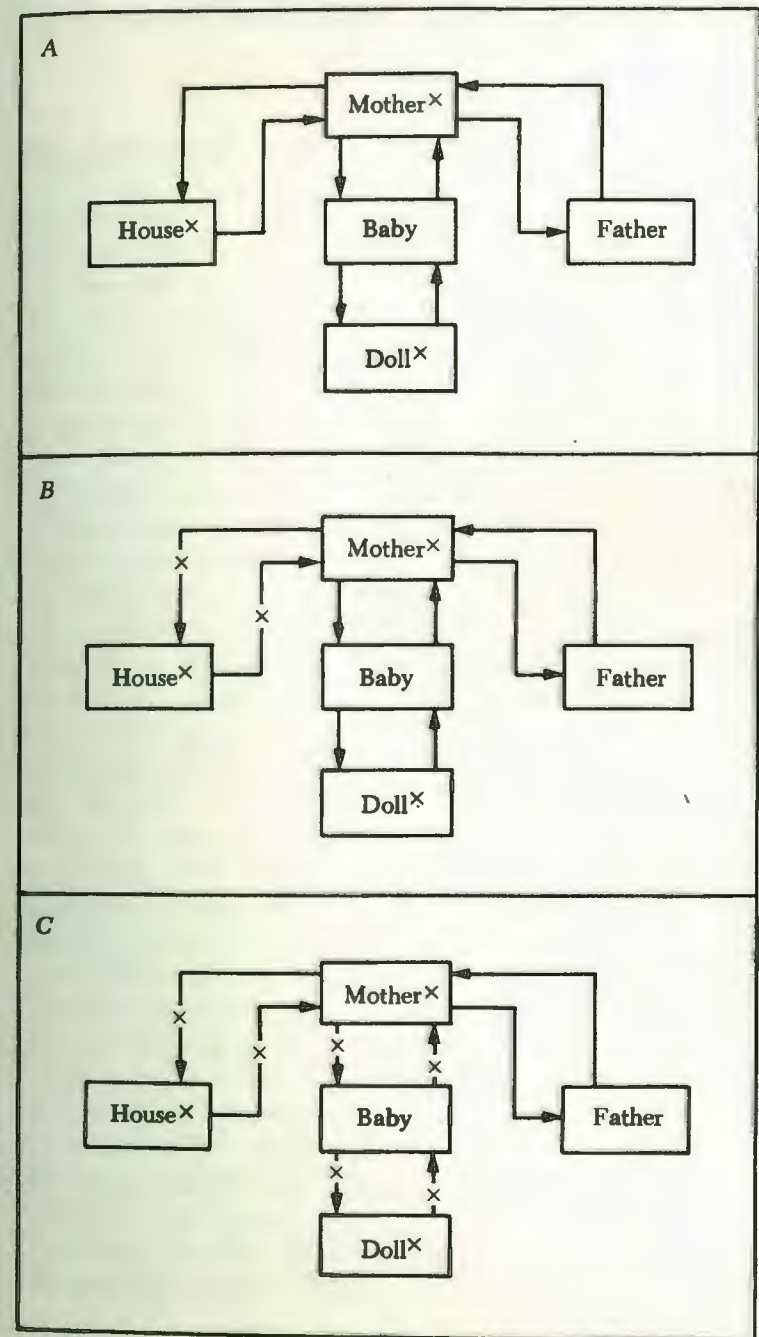 A
Mother×
House×
Baby
Father
Doll×
B
Mother×
×
×
House×
Baby
Father
Doll×
C
Mother×
×
×
×
×
House×
Baby
Father
×
×
Doll×